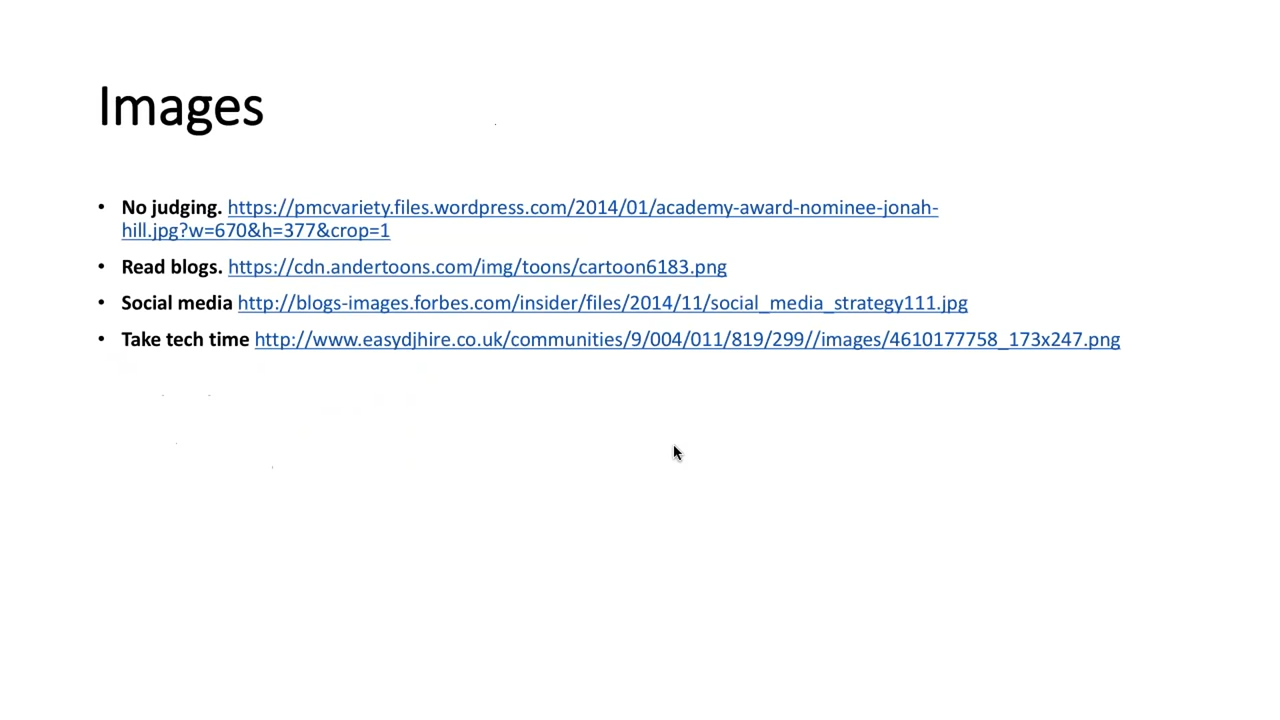 Images
• No judging. https://pmcvariety.files.wordpress.com/2014/01/academy-award-nominee-jonah-
hill.jpg?w=670&h=377&crop=1
• Read blogs. https://cdn.andertoons.com/img/toons/cartoon6183.png
• Social media http://blogs-images.forbes.com/insider/files/2014/11/social_media_strategy111.jpg
• Take tech time http://www.easydjhire.co.uk/communities/9/004/011/819/299//images/4610177758_173x247.png